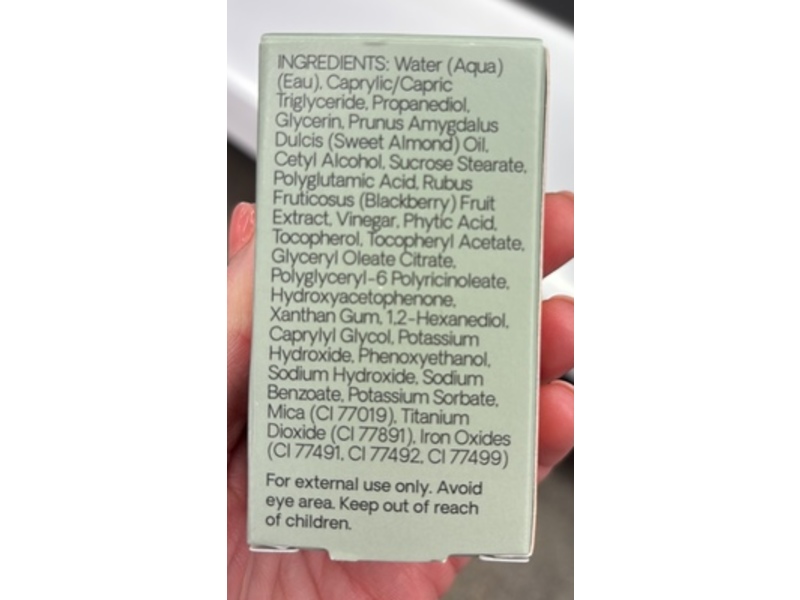 INGREDIENTS: Water (Aqua)
(Eau), Caprylic/Capric
Triglyceride, Propanediol,
Glycerin, Prunus Amygdalus
Dulcis (Sweet Almond) Oil,
Cetyl Alcohol, Sucrose Stearate,
Polyglutamic Acid, Rubus
Fruticosus (Blackberry) Fruit
Extract, Vinegar, Phytic Acid,
Tocopherol, Tocopheryl Acetate,
Glyceryl Oleate Citrate,
Polyglyceryl-6 Polyricinoleate,
Hydroxyacetophenone,
Xanthan Gum, 1,2-Hexanediol,
Caprylyl Glycol, Potassium
Hydroxide, Phenoxyethanol,
Sodium Hydroxide, Sodium
Benzoate, Potassium Sorbate,
Mica (CI 77019), Titanium
Dioxide (CI 77891), Iron Oxides
(CI 77491, CI 77492, CI 77499)
For external use only. Avoid
eye area. Keep out of reach
of children.